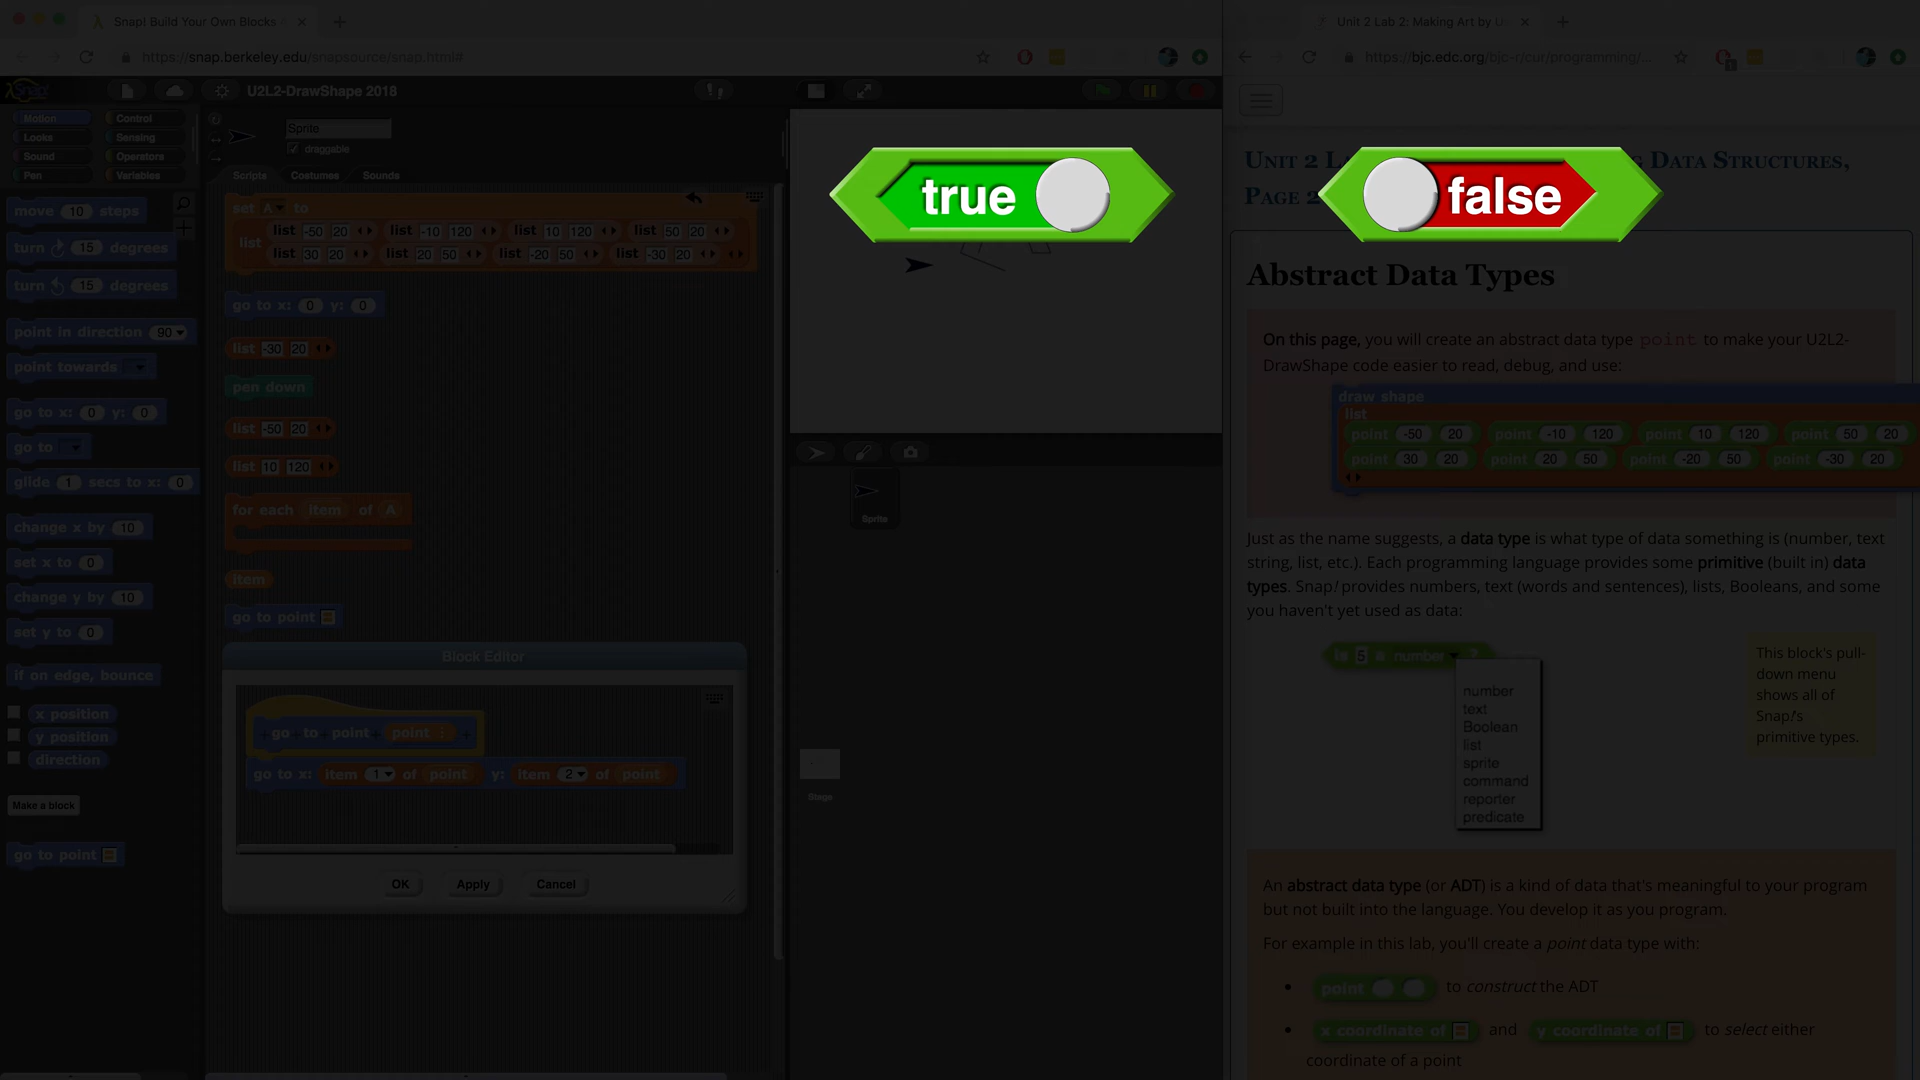 Snap! Build Your Own Blocks
https://snap.berkeley.edu/snapsource/snap.html#
Snap!
U2L2-DrawShape 2018
Motion
Control
Looks
Sensing
Sound
Operators
Pen
Variables
move 10 steps
turn 15 degrees
turn 15 degrees
point in direction 90
point towards
go to x: 0 y: 0
go to
glide 1 secs to x: 0
change x by 10
set x to 0
change y by 10
set y to 0
if on edge, bounce
x position
y position
direction
Make a block
go to point
Sprite
draggable
Scripts Costumes Sounds
set A to
list list -50 20 list -10 120 list 10 120 list 50 20
list 30 20 list 20 50 list -20 50 list -30 20
go to x: 0 y: 0
list -30 20
pen down
list -50 20
list 10 120
for each item of A
item
go to point
Block Editor
go to point point
go to x: item 1 of point y: item 2 of point
OK Apply Cancel
true
Sprite
Stage
Unit 2 Lab 2: Making Art by U
https://bjc.edc.org/bjc-r/cur/programming/...
false
Unit 2 L Data Structures,
Page 2
Abstract Data Types
On this page, you will create an abstract data type point to make your U2L2-
DrawShape code easier to read, debug, and use:
draw shape
list
point -50 20 point -10 120 point 10 120 point 50 20
point 30 20 point 20 50 point -20 50 point -30 20
Just as the name suggests, a data type is what type of data something is (number, text
string, list, etc.). Each programming language provides some primitive (built in) data
types. Snap! provides numbers, text (words and sentences), lists, Booleans, and some
you haven't yet used as data:
is 5 a number ?
number
text
Boolean
list
sprite
command
reporter
predicate
This block's pull-
down menu
shows all of
Snap!'s
primitive types.
An abstract data type (or ADT) is a kind of data that's meaningful to your program
but not built into the language. You develop it as you program.
For example in this lab, you'll create a point data type with:
• point to construct the ADT
• x coordinate of and y coordinate of to select either
coordinate of a point